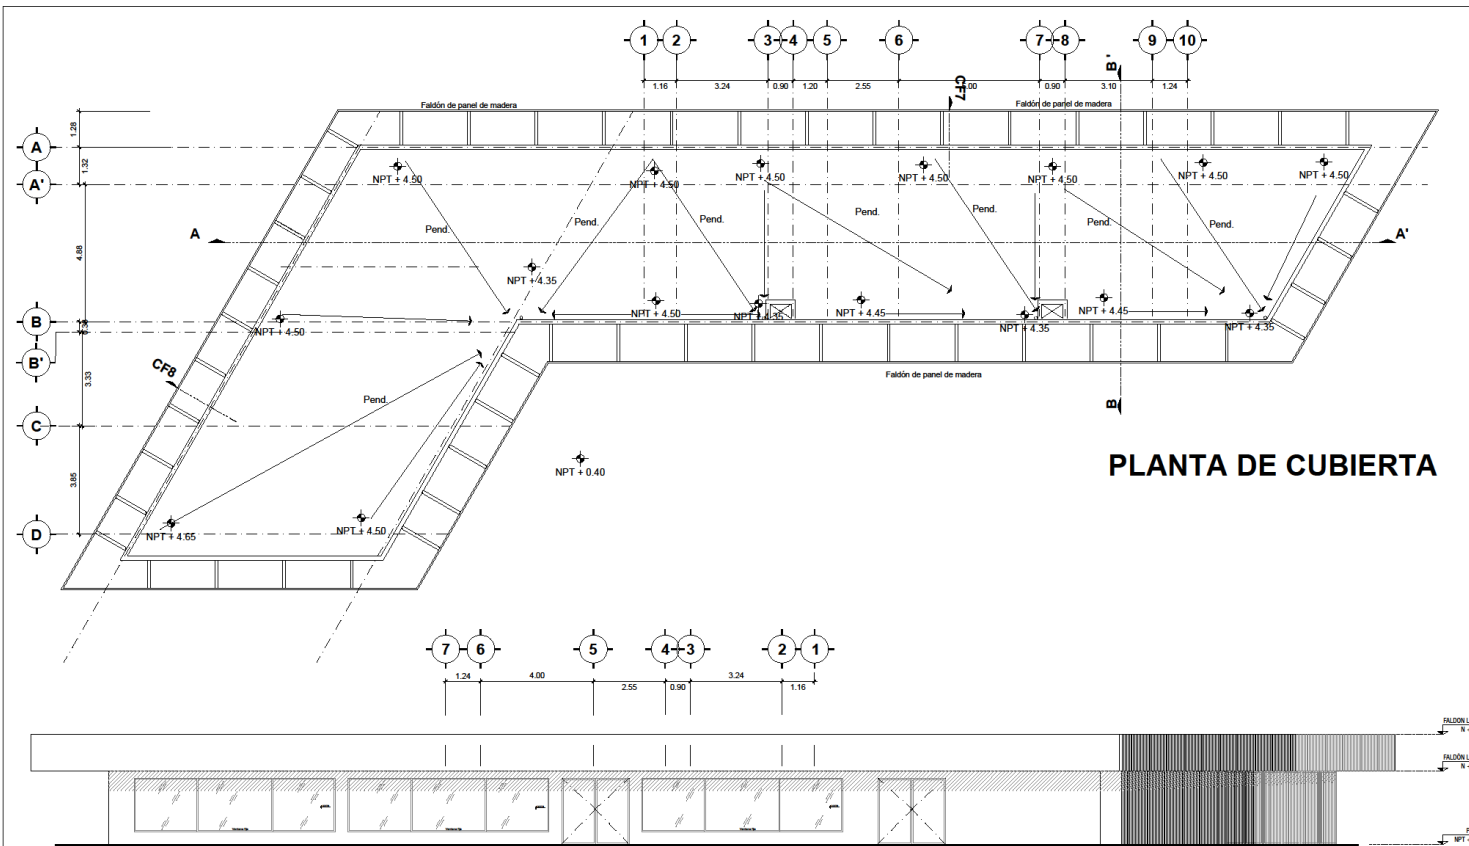 1 2 3 4 5 6 7 8 9 10
1.16 3.24 0.90 1.20 2.55 .00 0.90 3.10 1.24
B'
CF7
Faldón de panel de madera
Faldón de panel de madera
1.28
A
1.32
A'
NPT + 4.50
NPT + 4.50
NPT + 4.50
NPT + 4.50
NPT + 4.50
NPT + 4.50
NPT + 4.50
Pend.
Pend.
Pend.
Pend.
Pend.
Pend.
Pend.
A
A'
4.88
NPT + 4.35
B
NPT + 4.50
NPT + 4.50
NPT + 4.35
NPT + 4.45
NPT + 4.35
NPT + 4.45
NPT + 4.35
B'
CF8
3.33
Faldón de panel de madera
Pend.
B
C
NPT + 0.40
PLANTA DE CUBIERTA
3.85
D
NPT + 4.65
NPT + 4.50
7 6 5 4 3 2 1
1.24 4.00 2.55 0.90 3.24 1.16
FALDON L
N -
FALDÓN L
N -
NPT -